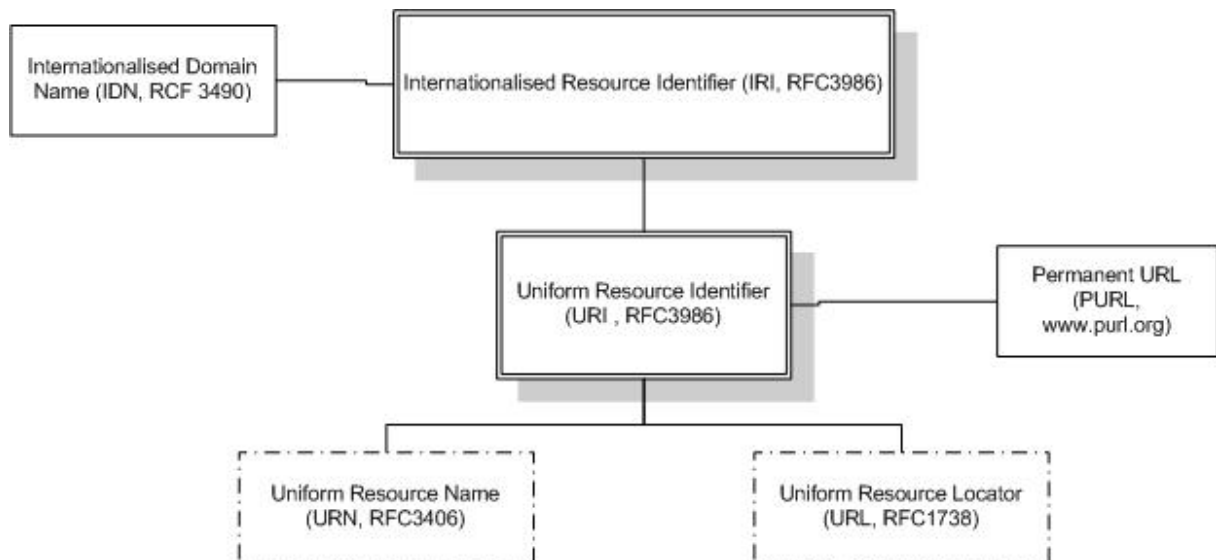 Internationalised Domain
Name (IDN, RCF 3490)
Internationalised Resource Identifier (IRI, RFC3986)
Uniform Resource Identifier
(URI , RFC3986)
Permanent URL
(PURL,
www.purl.org)
Uniform Resource Name
(URN, RFC3406)
Uniform Resource Locator
(URL, RFC1738)